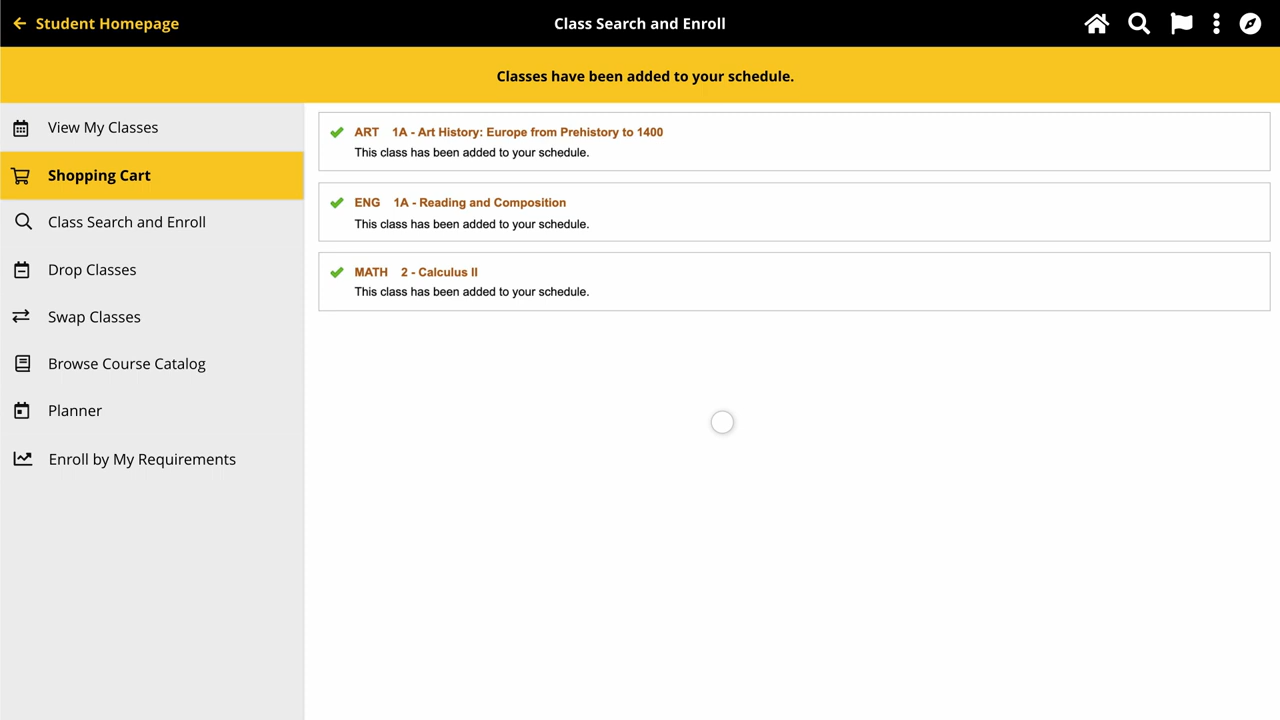 Student Homepage
Class Search and Enroll
Classes have been added to your schedule.
View My Classes
Shopping Cart
Class Search and Enroll
Drop Classes
Swap Classes
Browse Course Catalog
Planner
Enroll by My Requirements
ART 1A - Art History: Europe from Prehistory to 1400
This class has been added to your schedule.
ENG 1A - Reading and Composition
This class has been added to your schedule.
MATH 2 - Calculus II
This class has been added to your schedule.